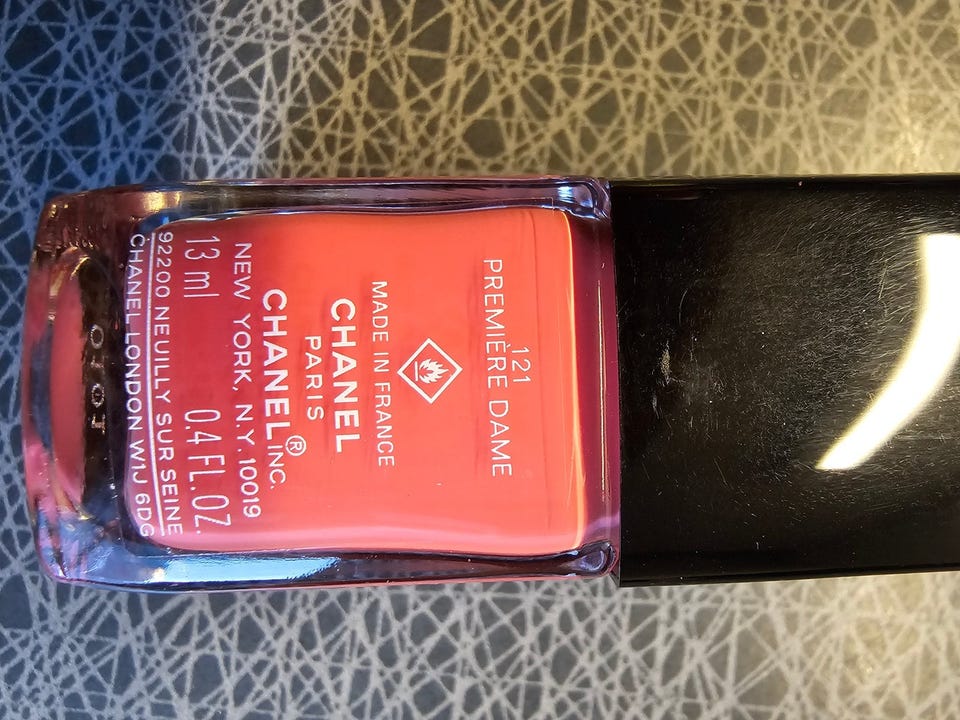 121
PREMIÈRE DAME
MADE IN FRANCE
CHANEL
PARIS
CHANEL® INC.
NEW YORK, N.Y. 10019
13 ml 0.4 FL.OZ.
92200 NEUILLY SUR SEINE
CHANEL LONDON W1J 6DG